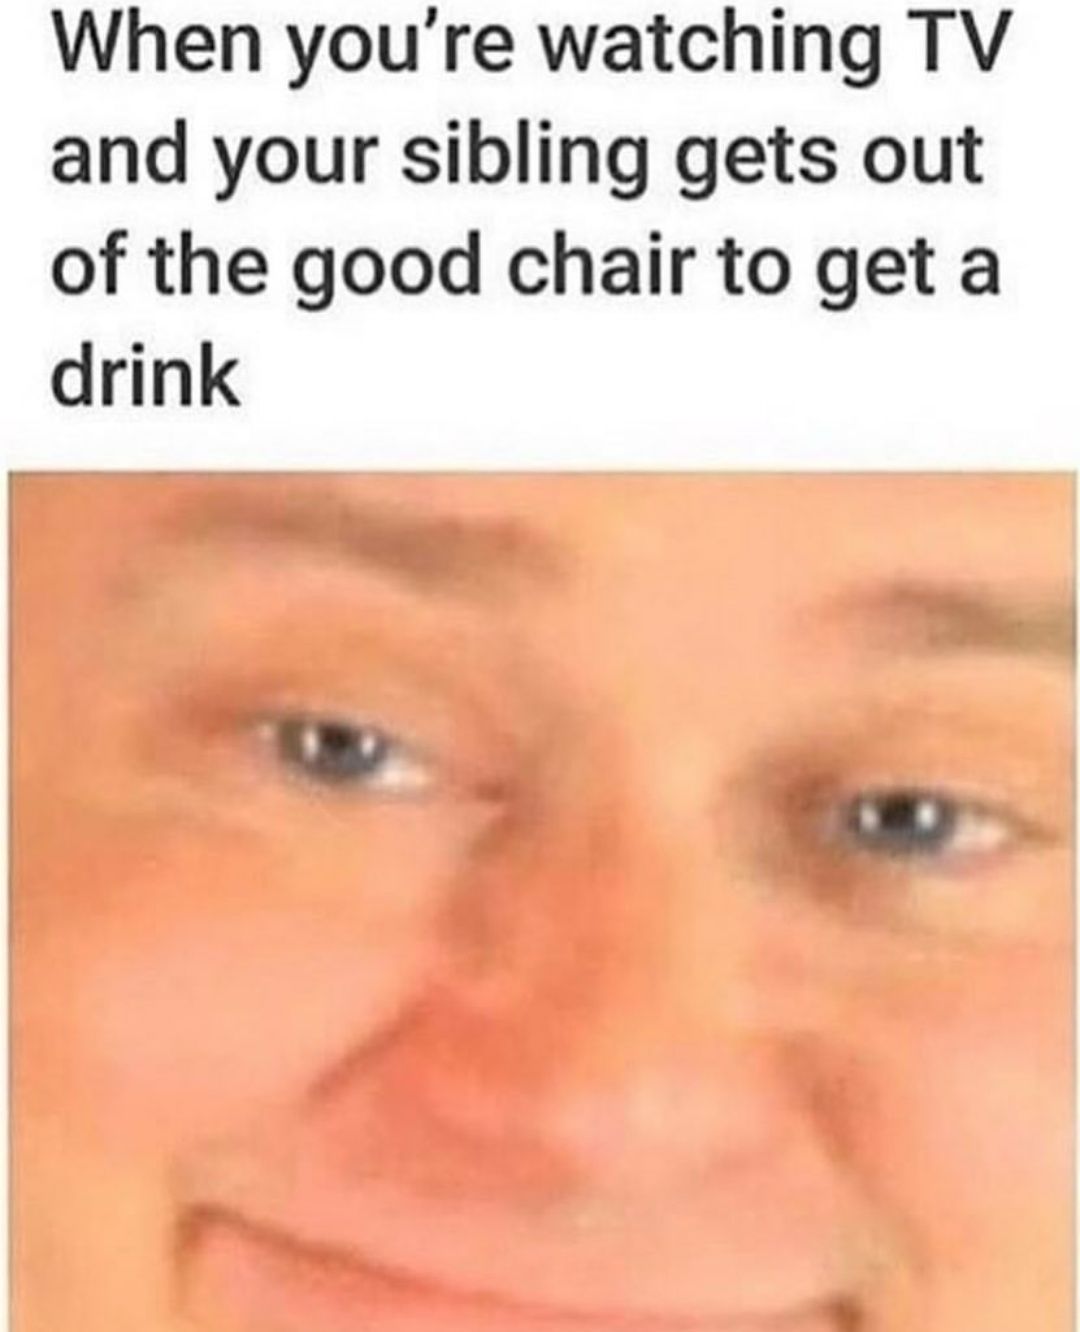 When you’re watching TV
and your sibling gets out
of the good chair to get a
drink